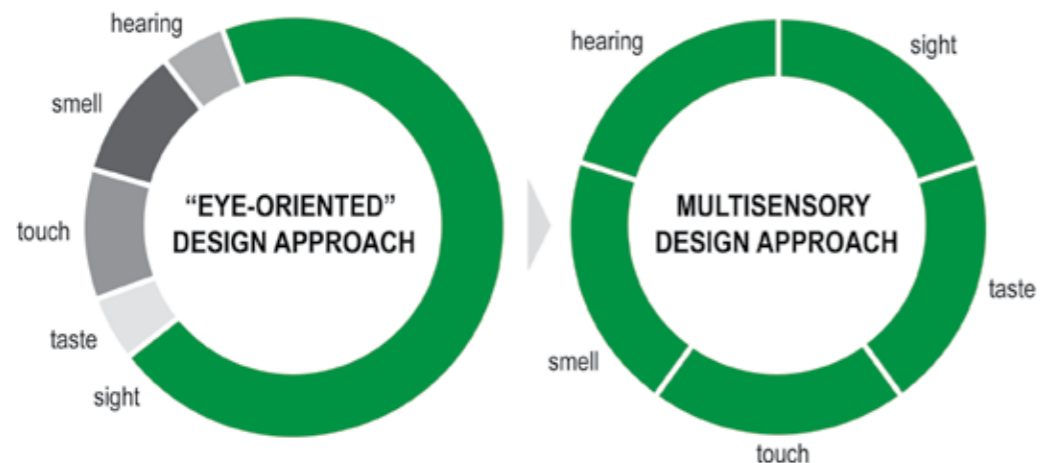 hearing
smell
touch
taste
sight
“EYE-ORIENTED”
DESIGN APPROACH
hearing
sight
taste
touch
smell
MULTISENSORY
DESIGN APPROACH